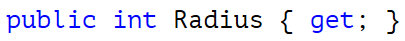 public int Radius { get; }